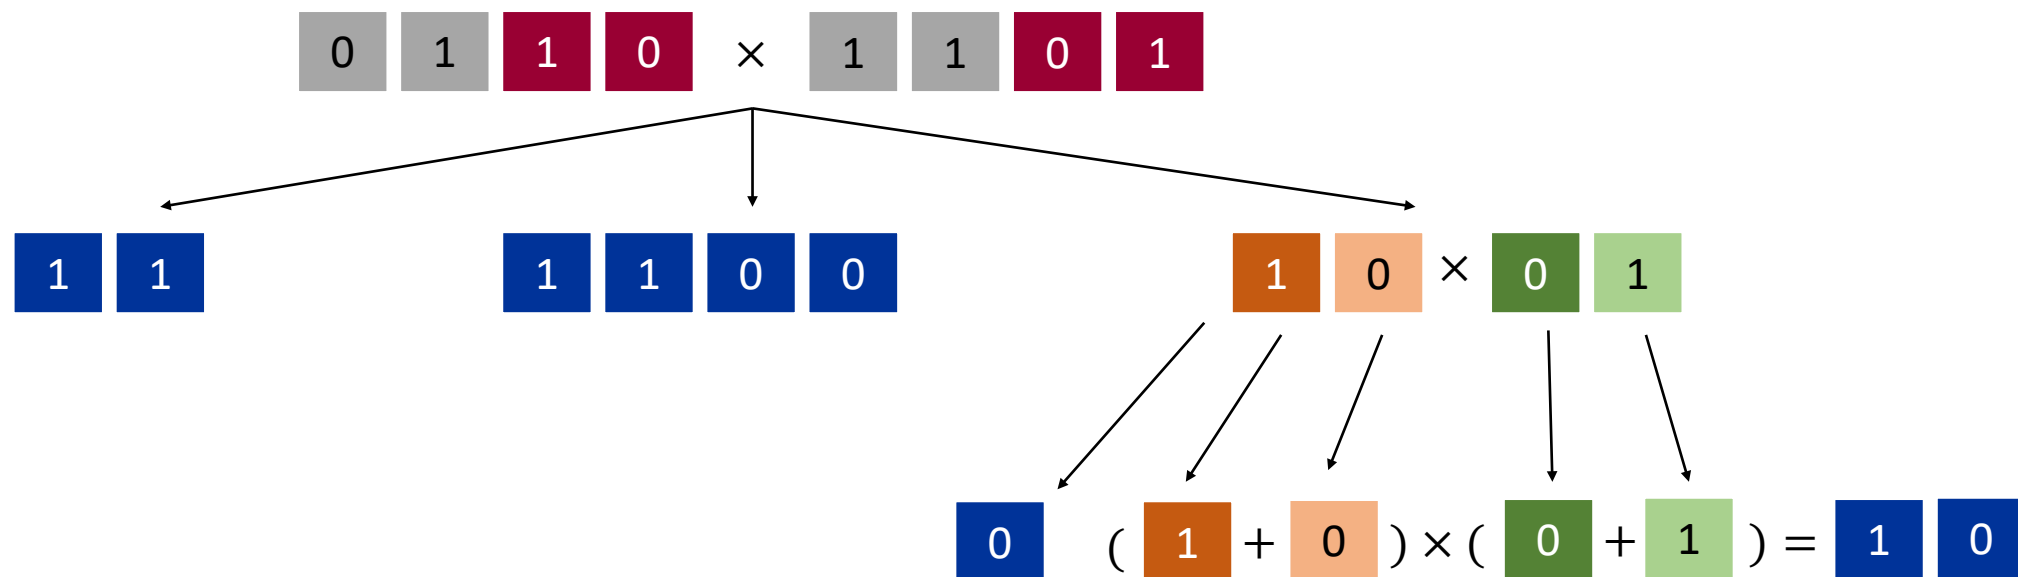 0 1 1 0 × 1 1 0 1
1 1 1 1 0 0 1 0 × 0 1
0 ( 1 + 0 ) × ( 0 + 1 ) = 1 0